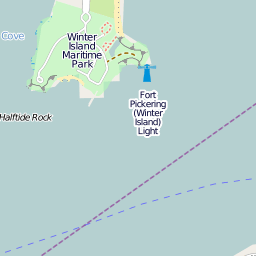 Cove
Winter
Island
Maritime
Park
Fort
Pickering
(Winter
Island)
Light
Halftide Rock